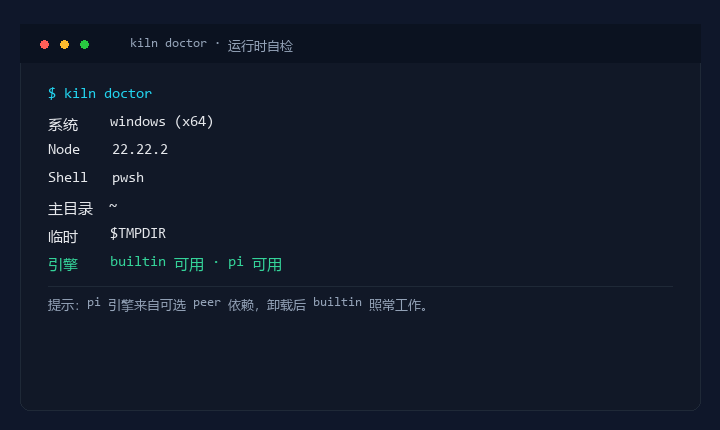 kiln doctor · 运行时自检
$ kiln doctor
系统 windows (x64)
Node 22.22.2
Shell pwsh
主目录 ~
临时 $TMPDIR
引擎 builtin 可用 · pi 可用
提示: pi 引擎来自可选 peer 依赖，卸载后 builtin 照常工作。